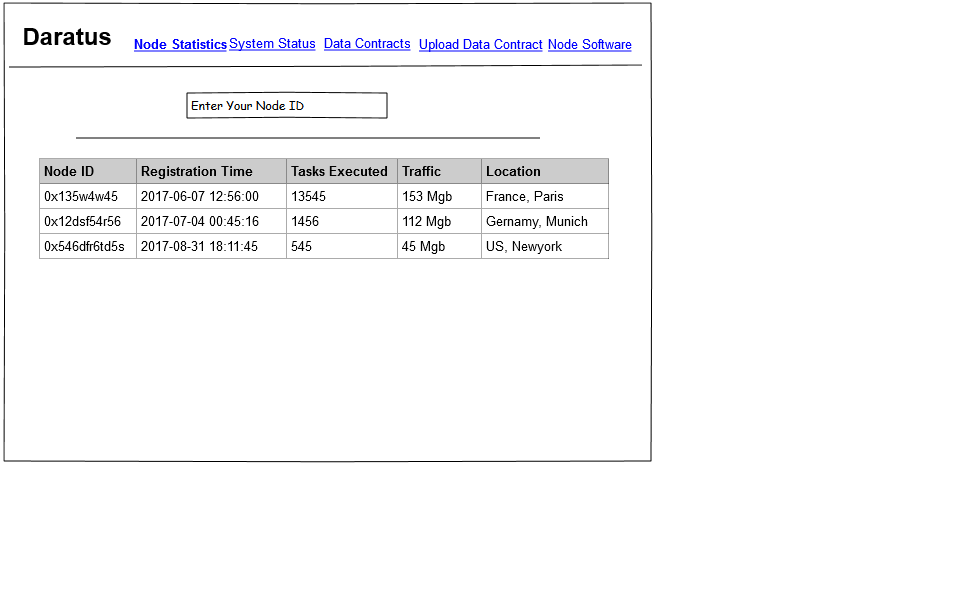 Daratus
Node Statistics System Status Data Contracts Upload Data Contract Node Software
Enter Your Node ID
Node ID Registration Time Tasks Executed Traffic Location
0x135w4w45 2017-06-07 12:56:00 13545 153 Mgb France, Paris
0x12dsf54r56 2017-07-04 00:45:16 1456 112 Mgb Gernamy, Munich
0x546dfr6td5s 2017-08-31 18:11:45 545 45 Mgb US, Newyork